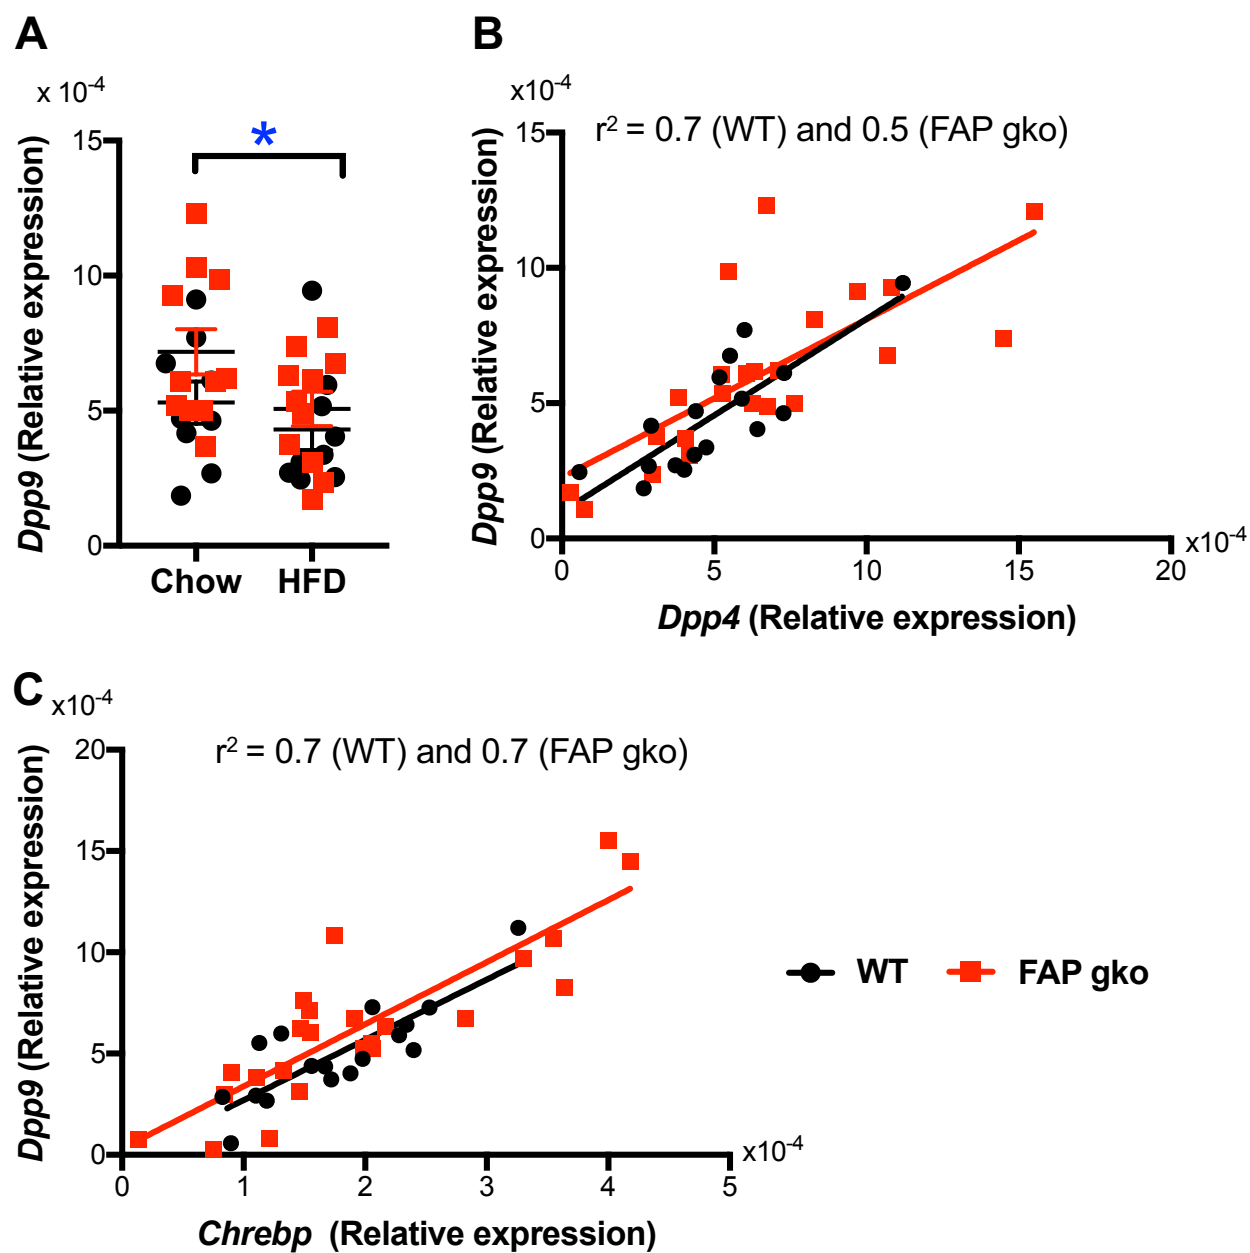 A
x 10-4
Dpp9 (Relative experession)
15
10
5
0
*
Chow HFD
B
x10-4
r2 = 0.7 (WT) and 0.5 (FAP gko)
Dpp9 (Relative expression)
15
10
5
0
0 5 10 15 20
x10-4
Dpp4 (Relative expression)
C
x10-4
r2 = 0.7 (WT) and 0.7 (FAP gko)
Dpp9 (Relative expression)
20
15
10
5
0
0 1 2 3 4 5
x10-4
Chrebp (Relative expression)
WT FAP gko